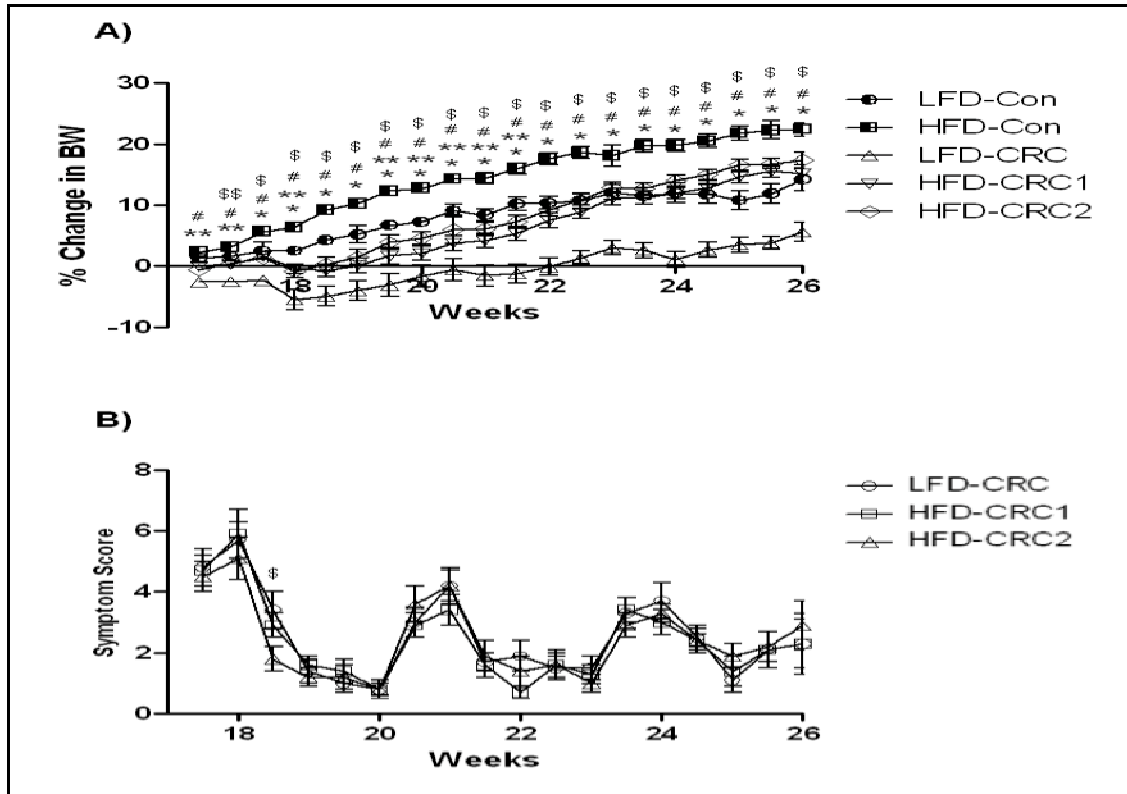 A)
30
20
10
0
-10
% Change in BW
18
20
22
24
26
Weeks
LFD-Con
HFD-Con
LFD-CRC
HFD-CRC1
HFD-CRC2
# ** 
$$ # **
$ # *
$ # ** *
$ # *
$ # *
$ # ** *
$ # ** *
$ # ** *
$ # ** *
$ # ** *
$ # *
$ # *
$ # *
$ # *
$ # *
$ # *
$ # *
$ # *
$ # *
B)
8
6
4
2
0
Symptom Score
$
18
20
22
24
26
Weeks
LFD-CRC
HFD-CRC1
HFD-CRC2